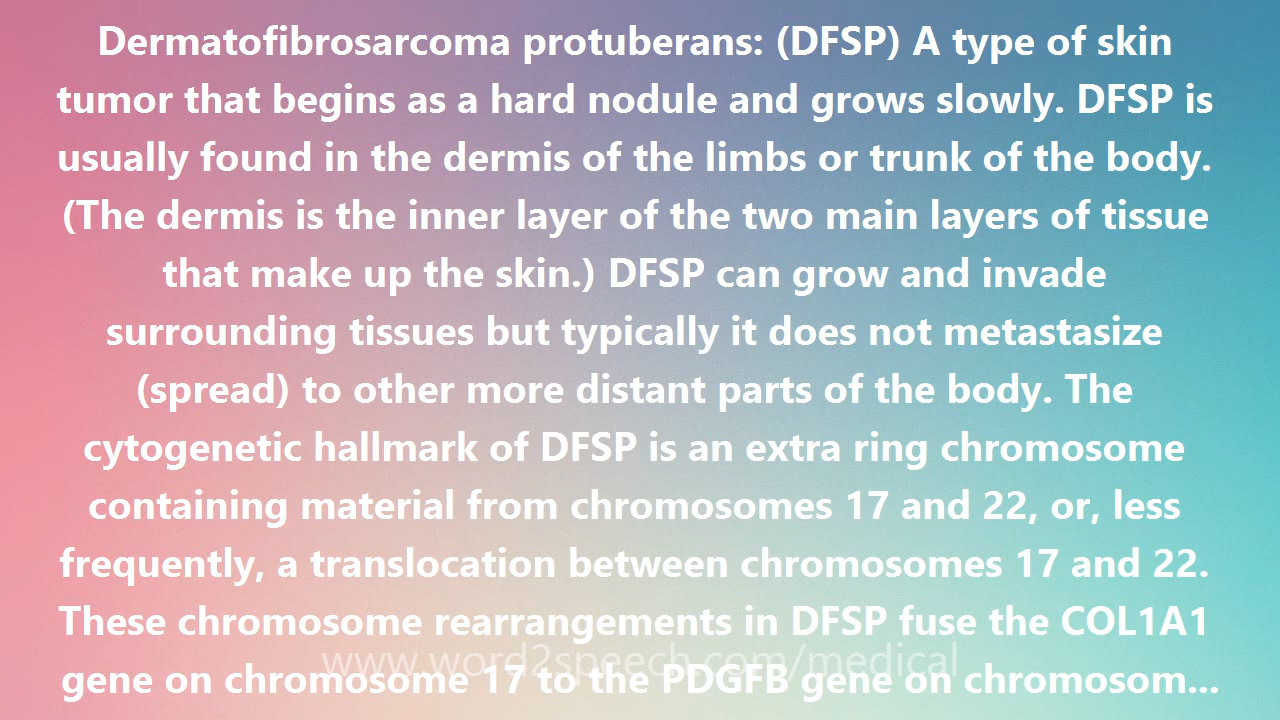 Dermatofibrosarcoma protuberans: (DFSP) A type of skin
tumor that begins as a hard nodule and grows slowly. DFSP is
usually found in the dermis of the limbs or trunk of the body.
(The dermis is the inner layer of the two main layers of tissue
that make up the skin.) DFSP can grow and invade
surrounding tissues but typically it does not metastasize
(spread) to other more distant parts of the body. The
cytogenetic hallmark of DFSP is an extra ring chromosome
containing material from chromosomes 17 and 22, or, less
frequently, a translocation between chromosomes 17 and 22.
These chromosome rearrangements in DFSP fuse the COL1A1
www.word2speech.com/medical
gene on chromosome 17 to the PDGFB gene on chromosom...